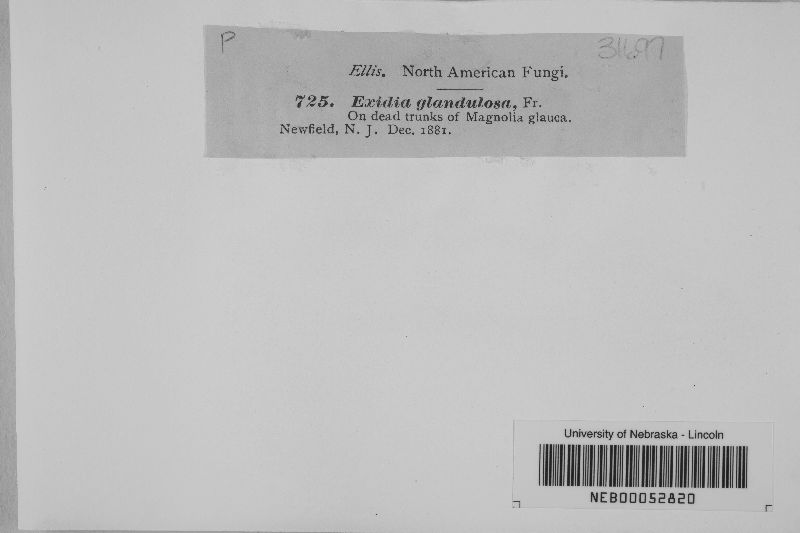 P
31697
Ellis. North American Fungi.
725. Exidia glandulosa, Fr.
On dead trunks of Magnolia glauca.
Newfield, N. J. Dec. 1881.
University of Nebraska - Lincoln
NEB00052820